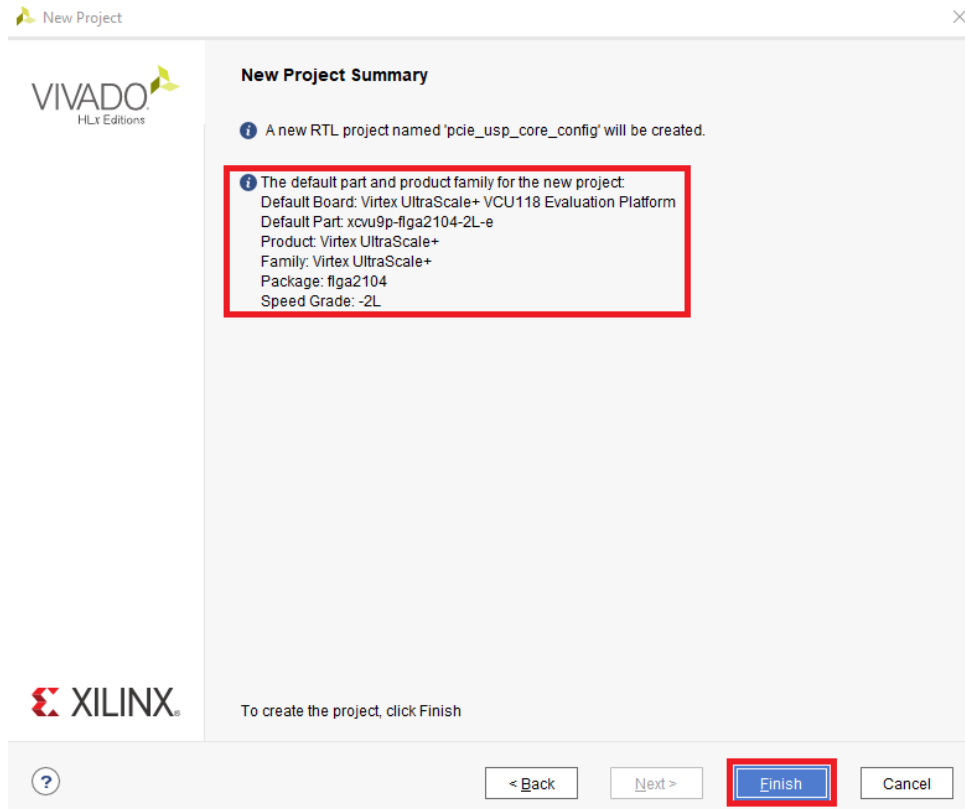 New Project
VIVADO
HLx Editions
New Project Summary
A new RTL project named 'pcie_usp_core_config' will be created.
The default part and product family for the new project:
Default Board: Virtex UltraScale+ VCU118 Evaluation Platform
Default Part: xcvu9p-flga2104-2L-e
Product: Virtex UltraScale+
Family: Virtex UltraScale+
Package: flga2104
Speed Grade: -2L
XILINX.
To create the project, click Finish
?
< Back
Next >
Finish
Cancel